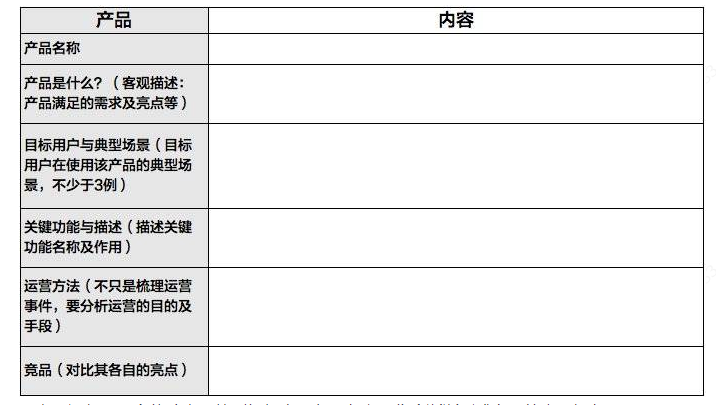 产品 内容
产品名称
产品是什么？（客观描述：
产品满足的需求及亮点等）
目标用户与典型场景（目标
用户在使用该产品的典型场
景，不少于3例）
关键功能与描述（描述关键
功能名称及作用）
运营方法（不只是梳理运营
事件，要分析运营的目的及
手段）
竞品（对比其各自的亮点）